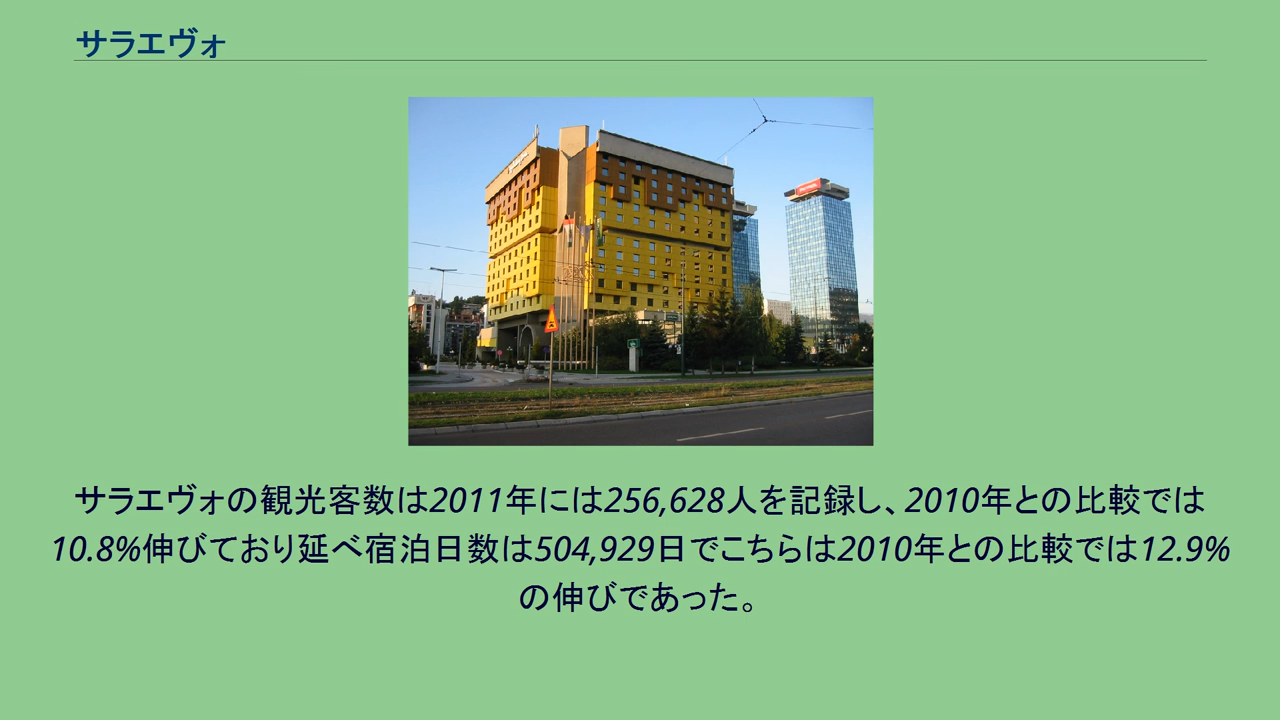 サラエヴォ
サラエヴォの観光客数は2011年には256,628人を記録し、2010年との比較では
10.8%伸びており延べ宿泊日数は504,929日でこちらは2010年との比較では12.9%
の伸びであった。